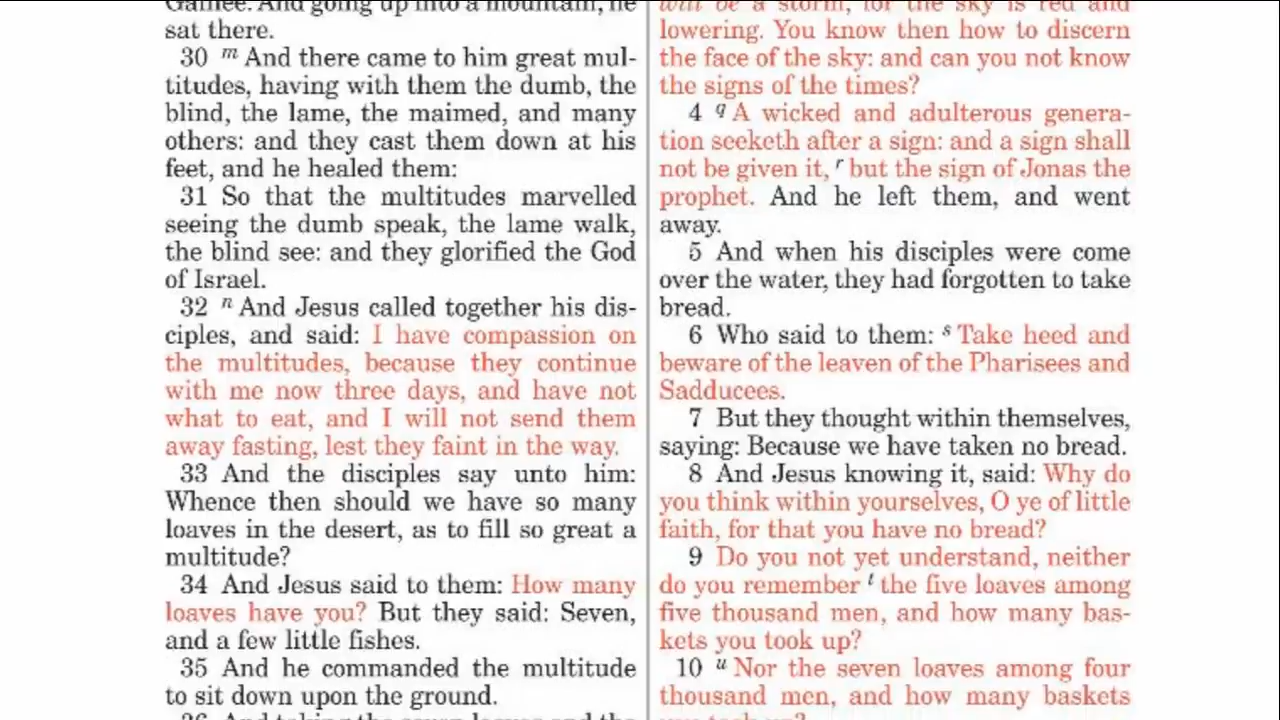 Galilee. And going up into a mountain, he
sat there.
30 m And there came to him great mul-
titudes, having with them the dumb, the
blind, the lame, the maimed, and many
others: and they cast them down at his
feet, and he healed them:
31 So that the multitudes marvelled
seeing the dumb speak, the lame walk,
the blind see: and they glorified the God
of Israel.
32 n And Jesus called together his dis-
ciples, and said: I have compassion on
the multitudes, because they continue
with me now three days, and have not
what to eat, and I will not send them
away fasting, lest they faint in the way.
33 And the disciples say unto him:
Whence then should we have so many
loaves in the desert, as to fill so great a
multitude?
34 And Jesus said to them: How many
loaves have you? But they said: Seven,
and a few little fishes.
35 And he commanded the multitude
to sit down upon the ground.
36 And taking the seven loaves and the
will be a storm, for the sky is red and
lowering. You know then how to discern
the face of the sky: and can you not know
the signs of the times?
4 q A wicked and adulterous genera-
tion seeketh after a sign: and a sign shall
not be given it, r but the sign of Jonas the
prophet. And he left them, and went
away.
5 And when his disciples were come
over the water, they had forgotten to take
bread.
6 Who said to them: s Take heed and
beware of the leaven of the Pharisees and
Sadducees.
7 But they thought within themselves,
saying: Because we have taken no bread.
8 And Jesus knowing it, said: Why do
you think within yourselves, O ye of little
faith, for that you have no bread?
9 Do you not yet understand, neither
do you remember t the five loaves among
five thousand men, and how many bas-
kets you took up?
10 u Nor the seven loaves among four
thousand men, and how many baskets
you took up?